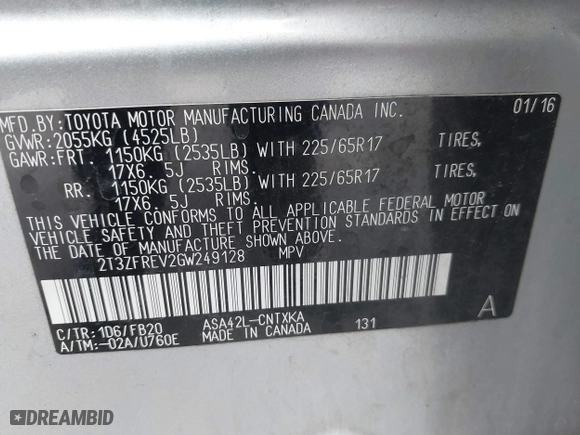 MFD.BY:TOYOTA MOTOR MANUFACTURING CANADA INC. 01/16
GVWR:2055KG (4525LB)
GAWR:FRT. 1150KG (2535LB) WITH 225/65R17 TIRES,
17X6. 5J RIMS.
RR. 1150KG (2535LB) WITH 225/65R17 TIRES,
17X6. 5J RIMS.
THIS VEHICLE CONFORMS TO ALL APPLICABLE FEDERAL MOTOR
VEHICLE SAFETY AND THEFT PREVENTION STANDARDS IN EFFECT ON
THE DATE OF MANUFACTURE SHOWN ABOVE.
2T3ZFREV2GW249128 MPV
A
C/TR:1D6/FB20 ASA42L-CNTXKA 131
A/TM:-02A/U760E MADE IN CANADA
DREAMBID